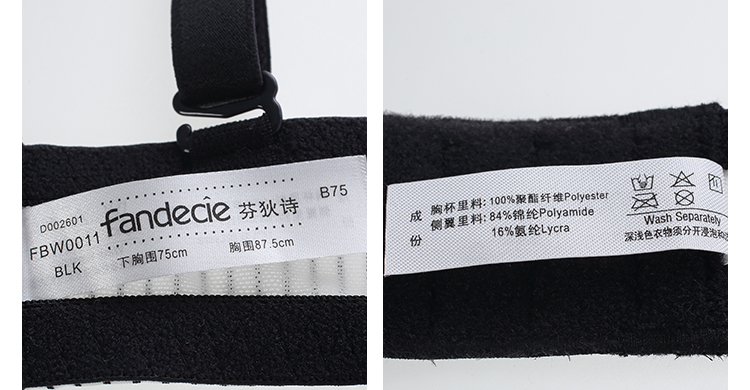 D002601
fandecie 芬狄诗
B75
FBW0011
BLK
下胸围75cm
胸围87.5cm
成份
胸杯里料: 100%聚酯纤维Polyester
侧翼里料: 84%锦纶Polyamide
16%氨纶Lycra
Wash Separately
深浅色衣物须分开浸泡和